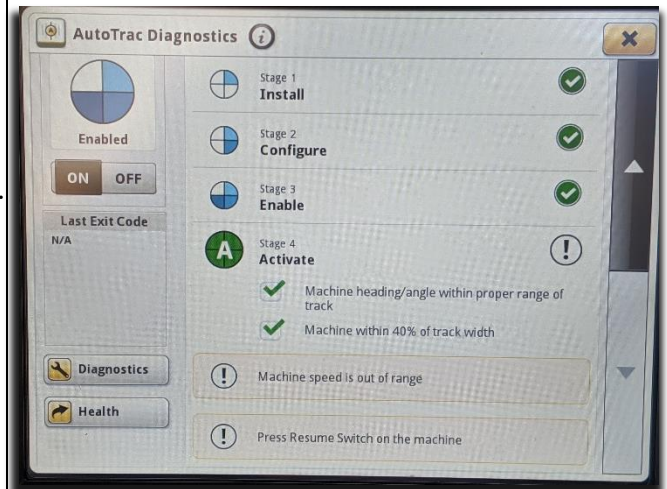 AutoTrac Diagnostics i
Enabled
ON OFF
Last Exit Code
N/A
Diagnostics
Health
Stage 1
Install
Stage 2
Configure
Stage 3
Enable
A
Stage 4
Activate
!
Machine heading/angle within proper range of
track
Machine within 40% of track width
! Machine speed is out of range
! Press Resume Switch on the machine